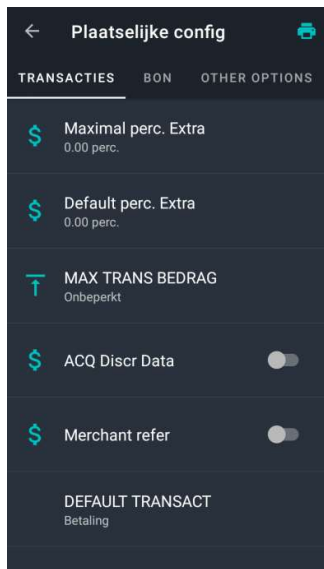 Plaatselijke config
TRANSACTIES BON OTHER OPTIONS
Maximal perc. Extra
0.00 perc.
Default perc. Extra
0.00 perc.
MAX TRANS BEDRAG
Onbeperkt
ACQ Discr Data
Merchant refer
DEFAULT TRANSACT
Betaling